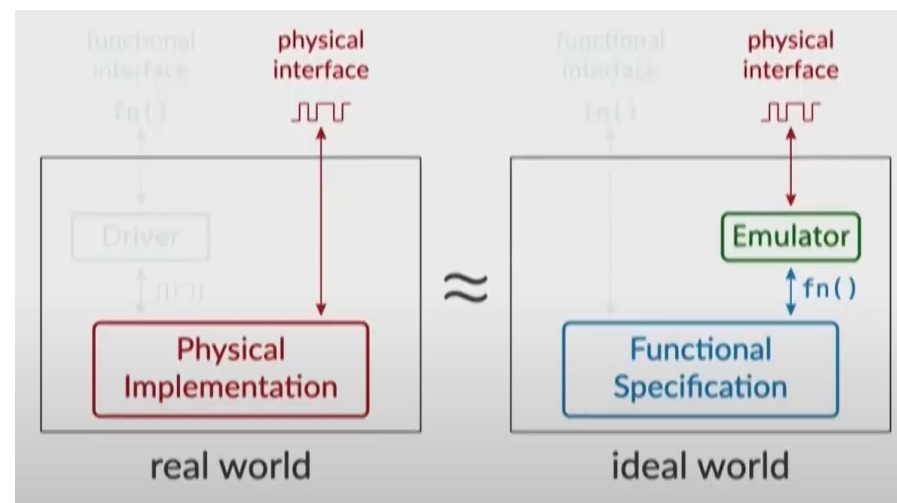 functional
interface
fn()
physical
interface
Driver
Physical
Implementation
real world
≈
functional
interface
fn()
physical
interface
Emulator
fn()
Functional
Specification
ideal world